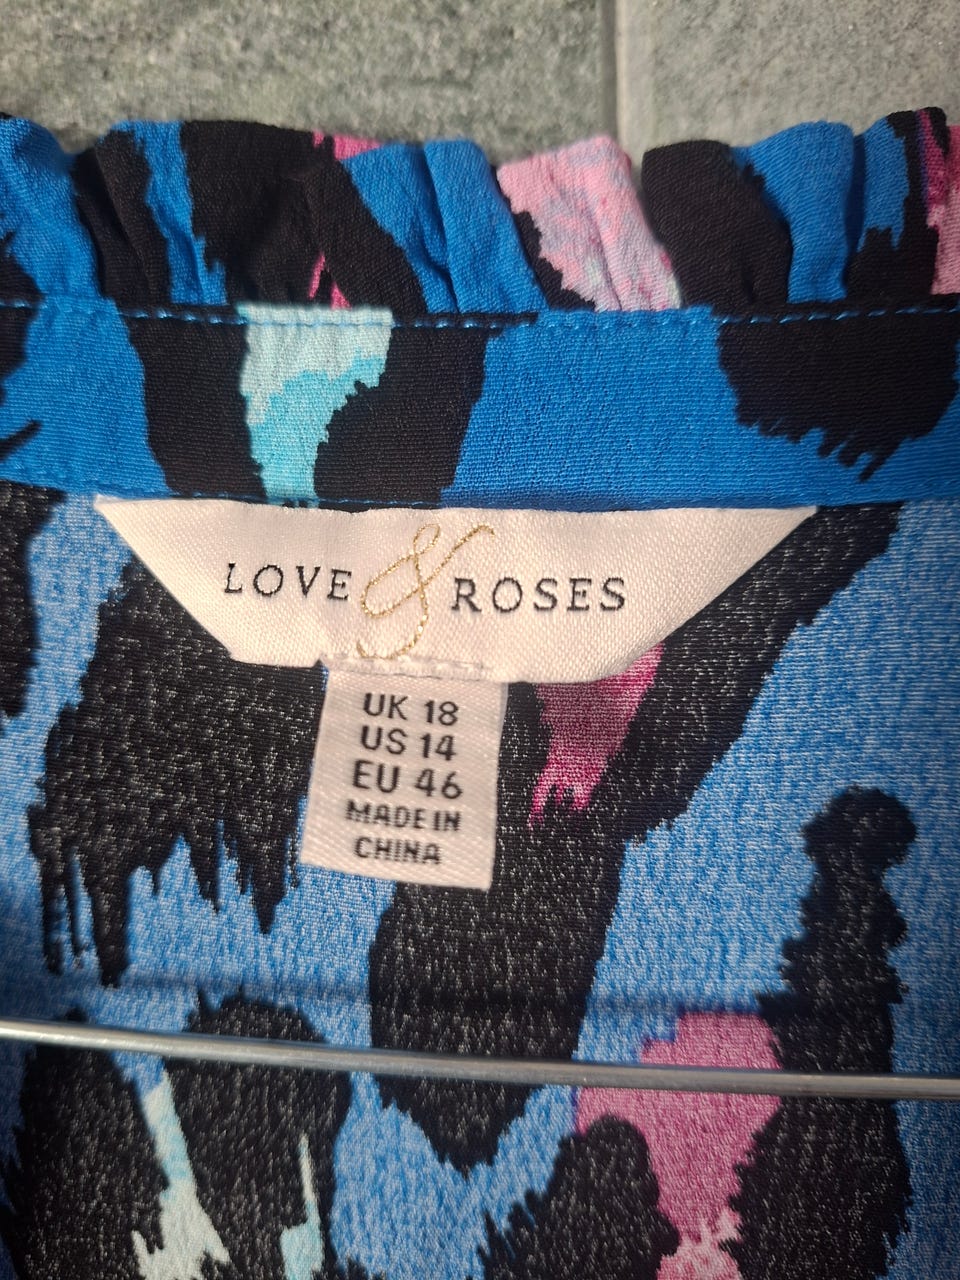 LOVE & ROSES
UK 18
US 14
EU 46
MADE IN
CHINA